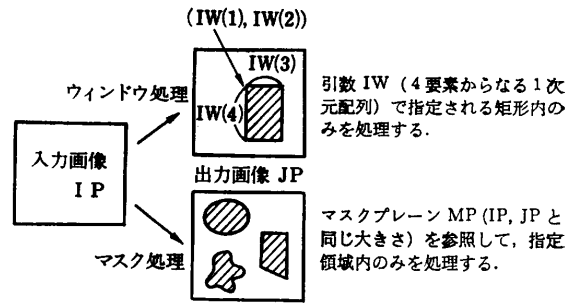 (IW(1), IW(2))
IW(3)
ウィンドウ処理
IW(4)
引数 IW (4要素からなる1次
元配列) で指定される矩形内の
みを処理する.
入力画像
IP
出力画像 JP
マスク処理
マスクプレーン MP (IP, JP と
同じ大きさ) を参照して, 指定
領域内のみを処理する.